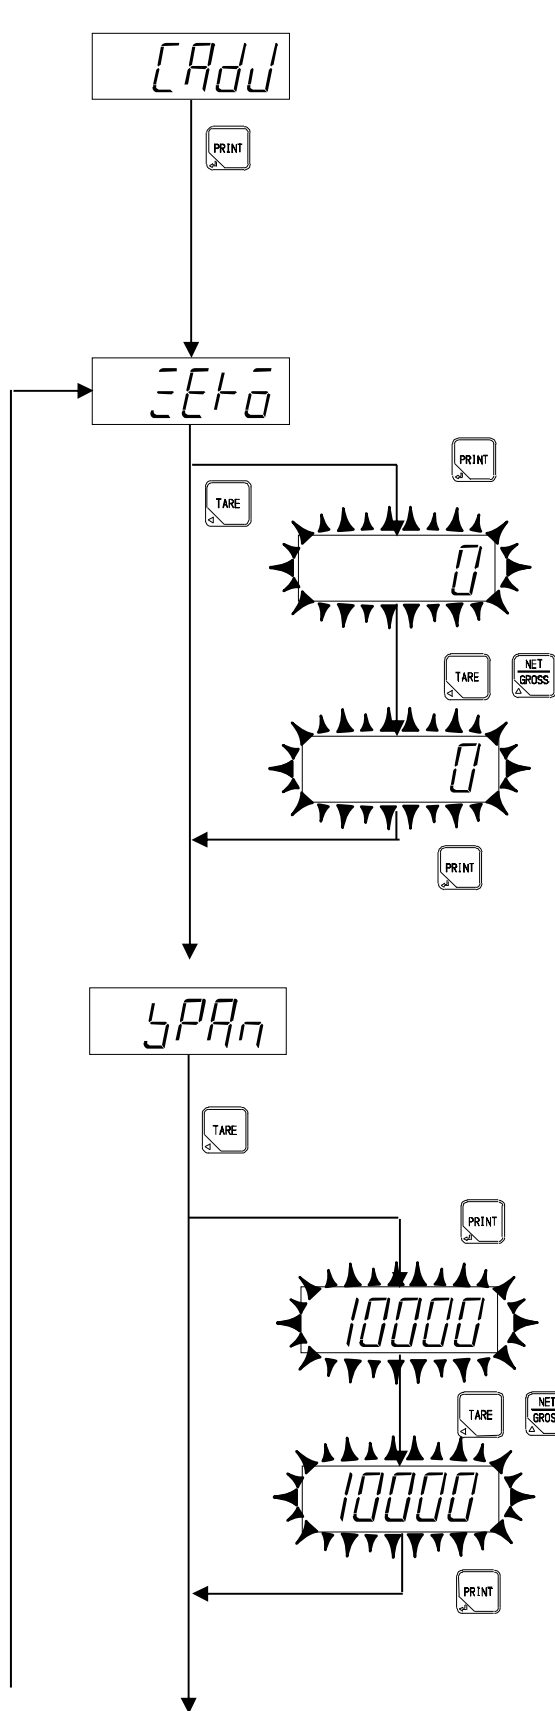 CAdJ
PRINT
ZEro
PRINT
TARE
0
TARE
NET
GROSS
0
PRINT
SPAn
TARE
PRINT
10000
TARE
NET
GROS
10000
PRINT